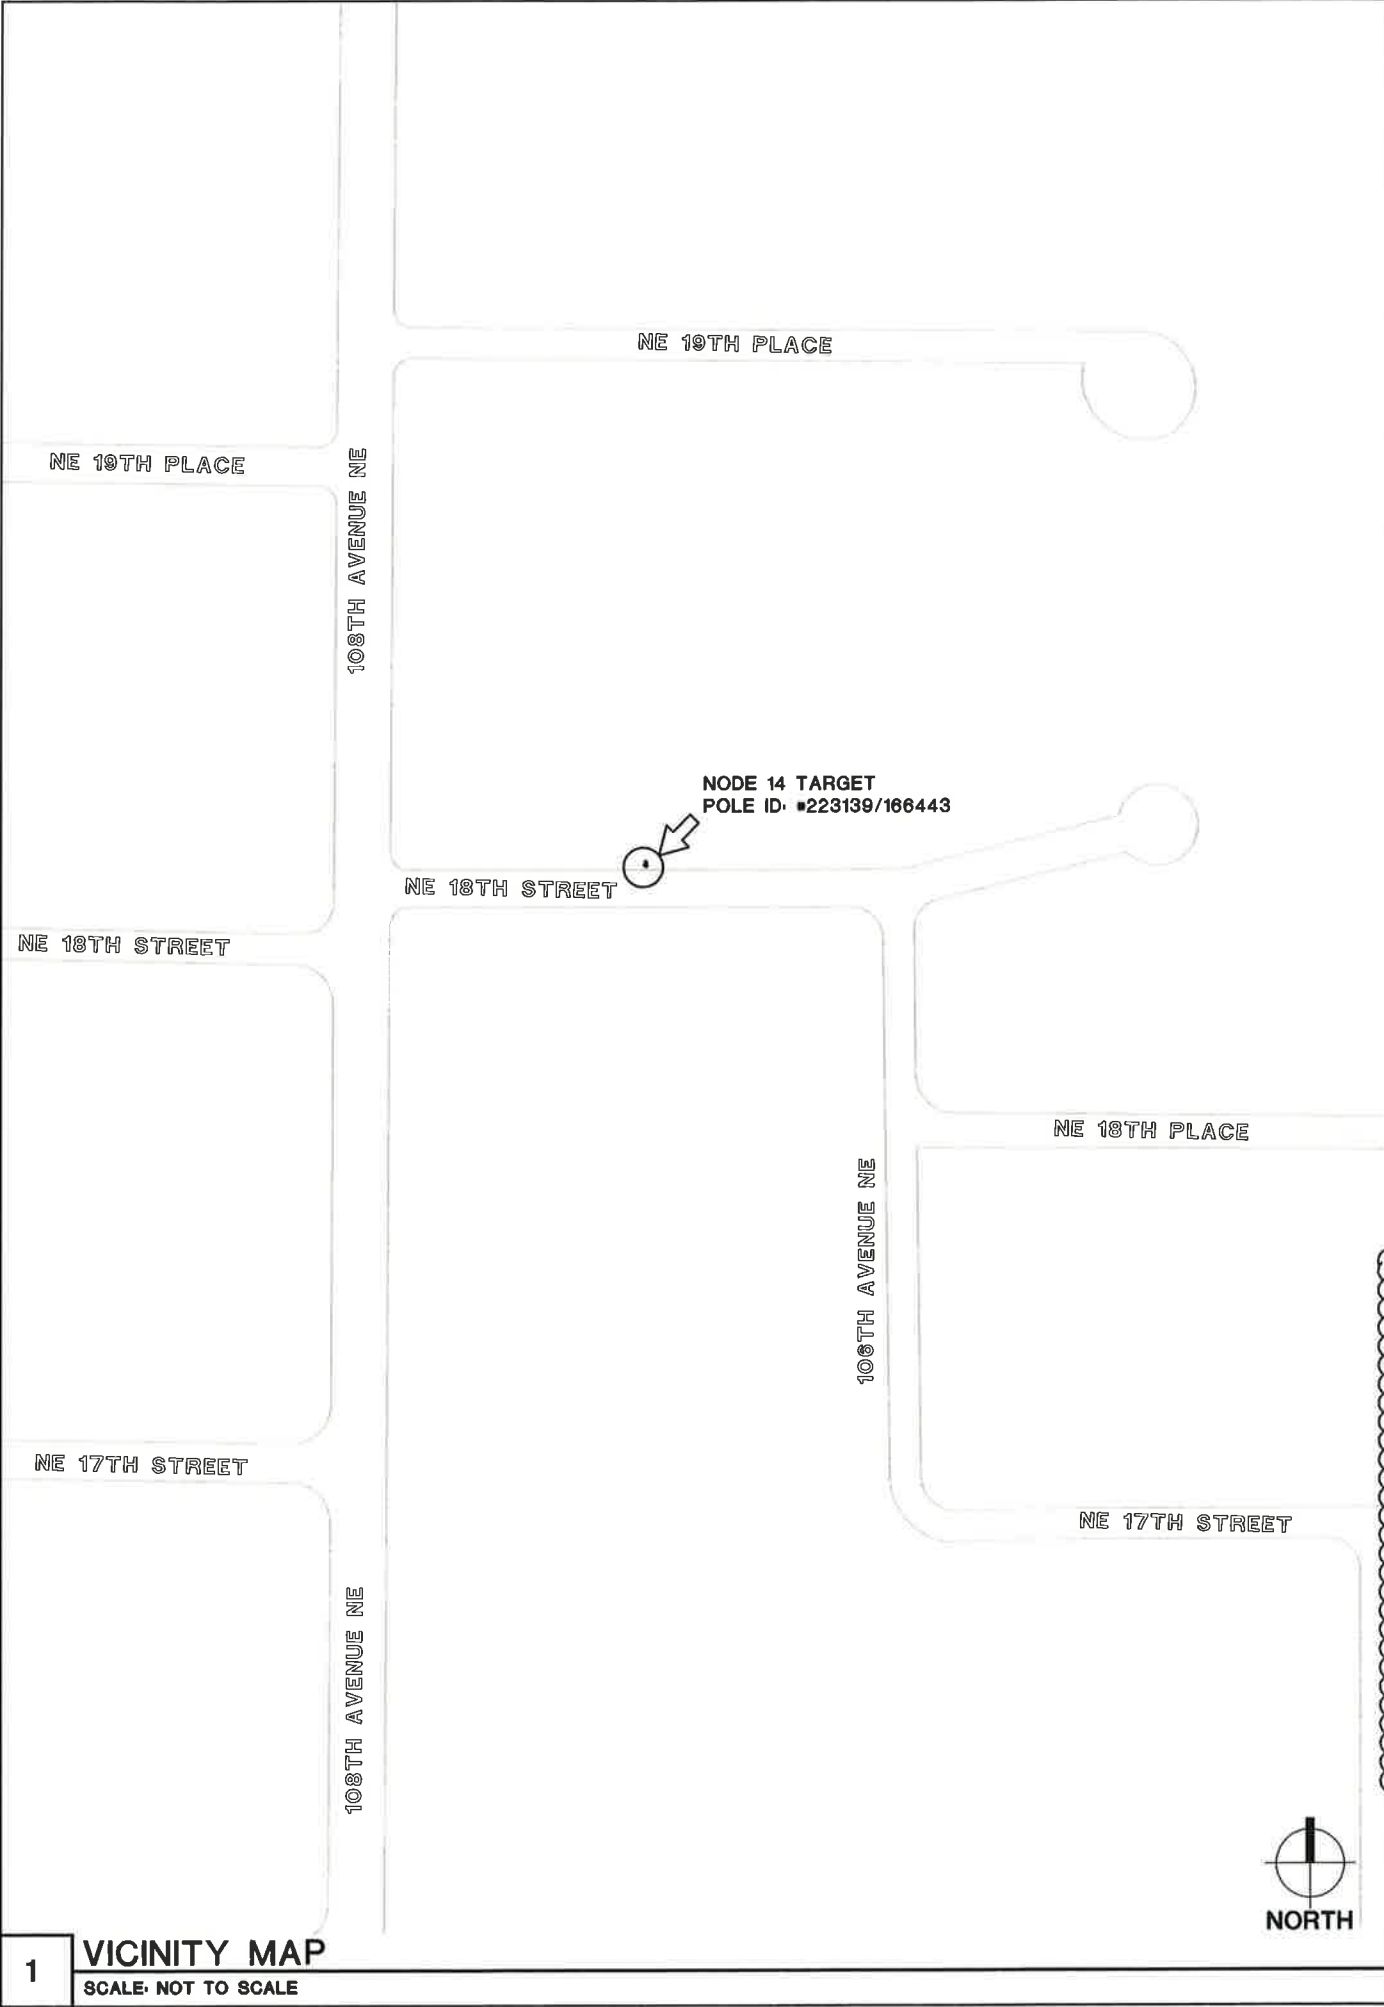 NE 19TH PLACE
NE 19TH PLACE
108TH AVENUE NE
NODE 14 TARGET
POLE ID: #223139/166443
NE 18TH STREET
NE 18TH STREET
NE 18TH PLACE
106TH AVENUE NE
NE 17TH STREET
NE 17TH STREET
108TH AVENUE NE
NORTH
1
VICINITY MAP
SCALE: NOT TO SCALE